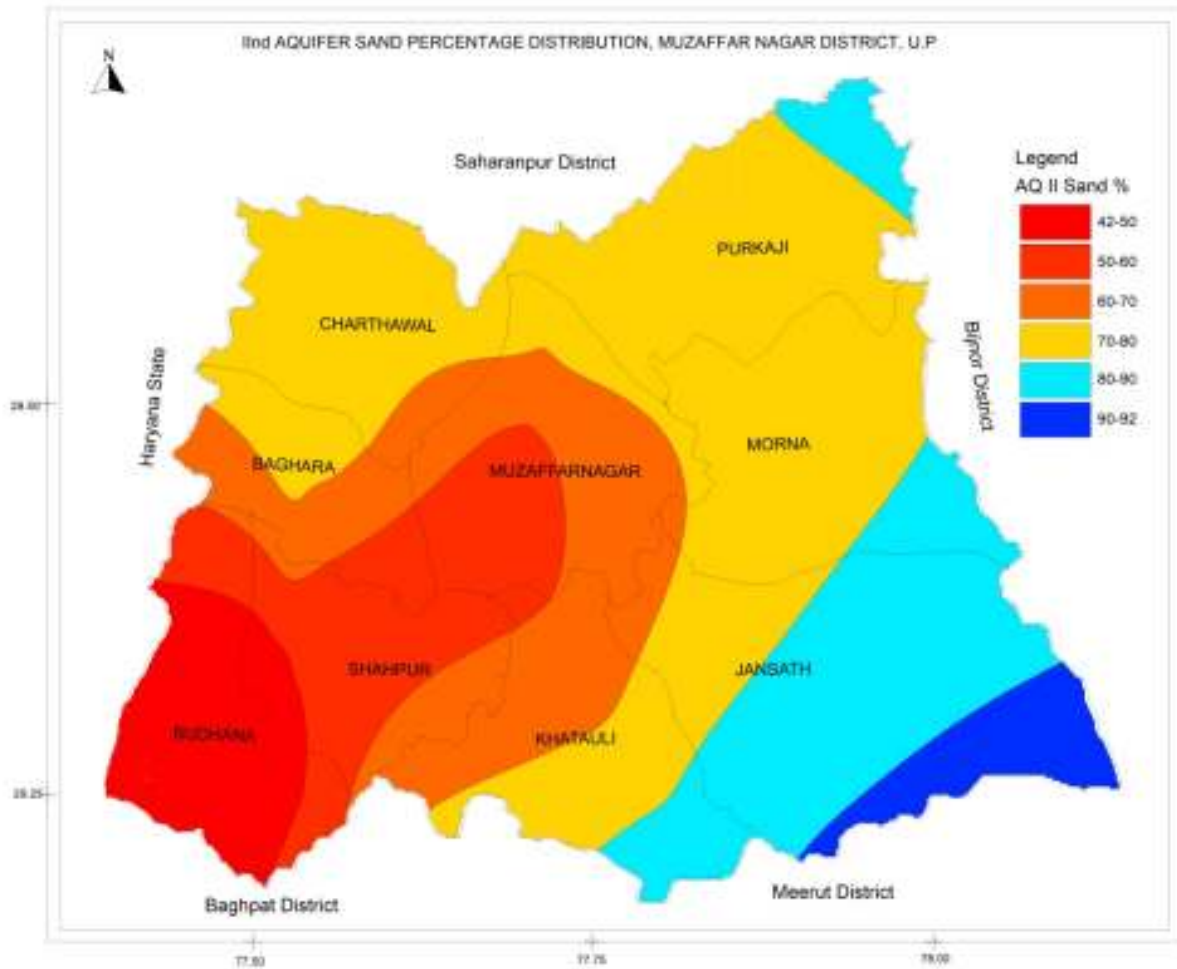 IInd AQUIFER SAND PERCENTAGE DISTRIBUTION, MUZAFFAR NAGAR DISTRICT, U.P
N
Saharanpur District
Legend
AQ II Sand %
42-50
50-60
60-70
70-80
80-90
90-92
PURKAJI
CHARTHAWAL
Haryana State
Bijnor District
MORNA
BAGHARA
MUZAFFARNAGAR
SHAHPUR
JANSATH
BUDHANA
KHATAULI
29.25
Baghpat District
Meerut District
77.50
77.75
78.00